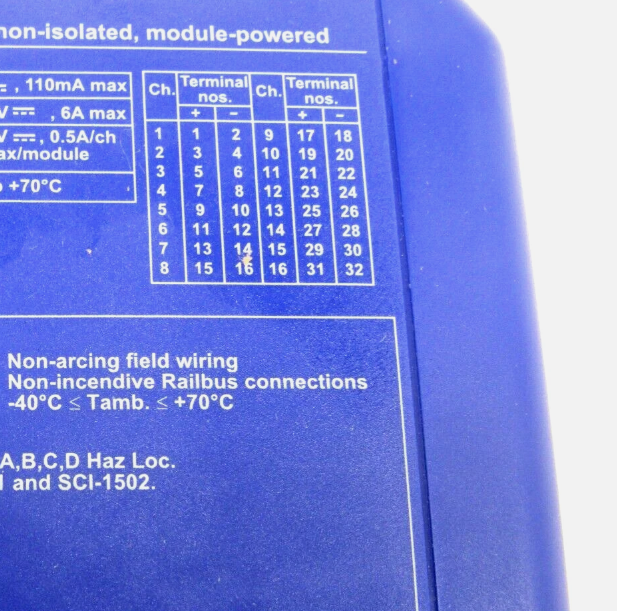 non-isolated, module-powered
, 110mA max
V , 6A max
V , 0.5A/ch
ax/module
+70°C
Ch. Terminal nos. Ch. Terminal nos.
+ − + −
1 1 2 9 17 18
2 3 4 10 19 20
3 5 6 11 21 22
4 7 8 12 23 24
5 9 10 13 25 26
6 11 12 14 27 28
7 13 14 15 29 30
8 15 16 16 31 32
Non-arcing field wiring
Non-incendive Railbus connections
-40°C ≤ Tamb. ≤ +70°C
A,B,C,D Haz Loc.
and SCI-1502.